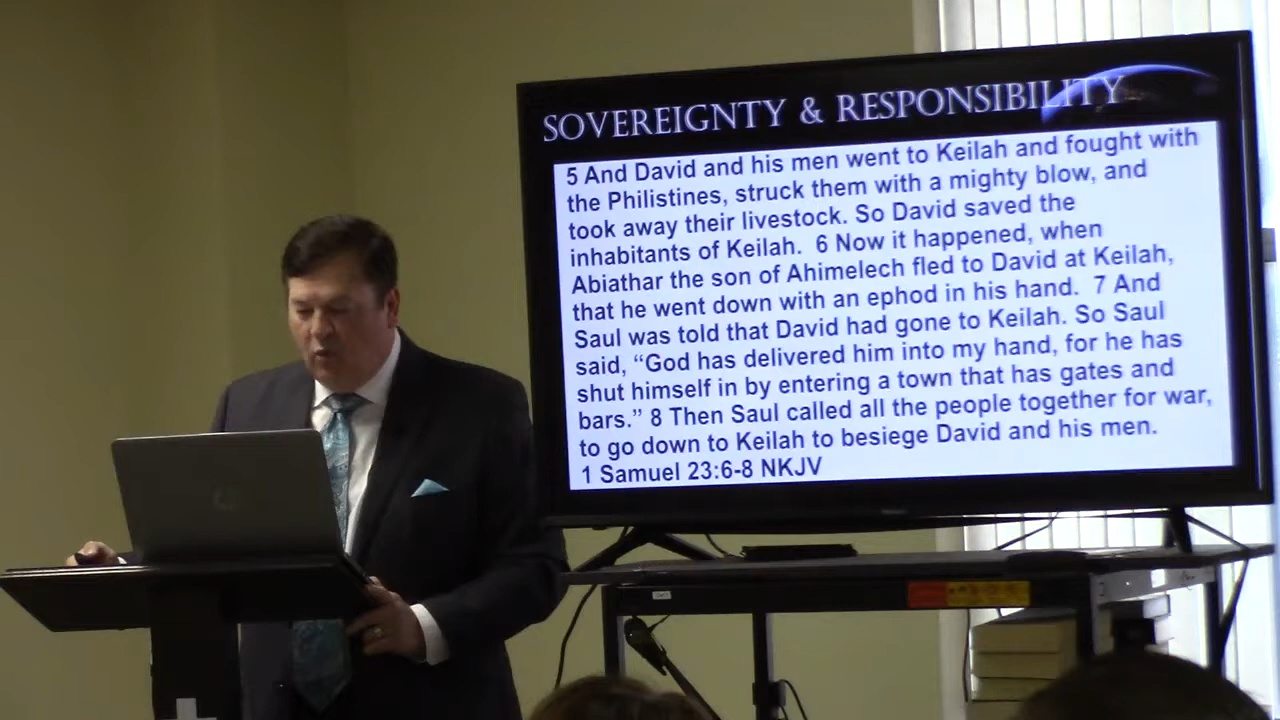 SOVEREIGNTY & RESPONSIBILITY
5 And David and his men went to Keilah and fought with
the Philistines, struck them with a mighty blow, and
took away their livestock. So David saved the
inhabitants of Keilah. 6 Now it happened, when
Abiathar the son of Ahimelech fled to David at Keilah,
that he went down with an ephod in his hand. 7 And
Saul was told that David had gone to Keilah. So Saul
said, “God has delivered him into my hand, for he has
shut himself in by entering a town that has gates and
bars.” 8 Then Saul called all the people together for war,
to go down to Keilah to besiege David and his men.
1 Samuel 23:6-8 NKJV